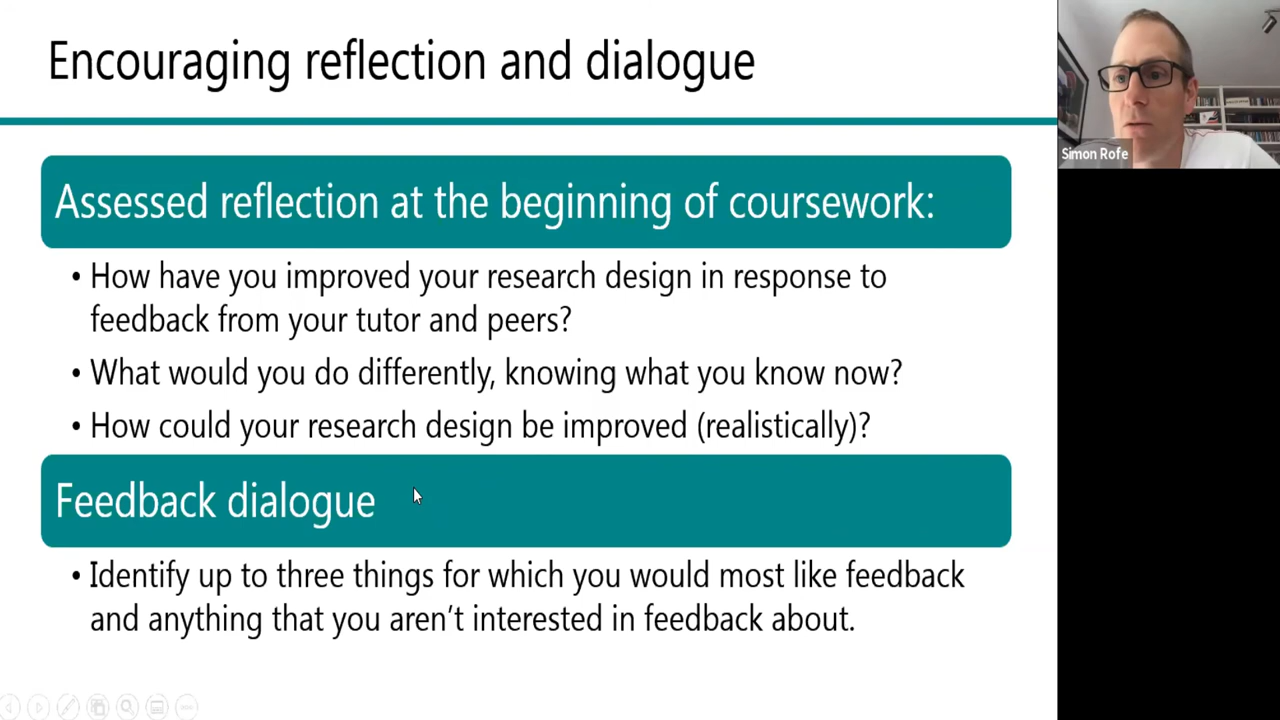 Encouraging reflection and dialogue
Assessed reflection at the beginning of coursework:
• How have you improved your research design in response to
feedback from your tutor and peers?
• What would you do differently, knowing what you know now?
• How could your research design be improved (realistically)?
Feedback dialogue
• Identify up to three things for which you would most like feedback
and anything that you aren't interested in feedback about.
Simon Rofe